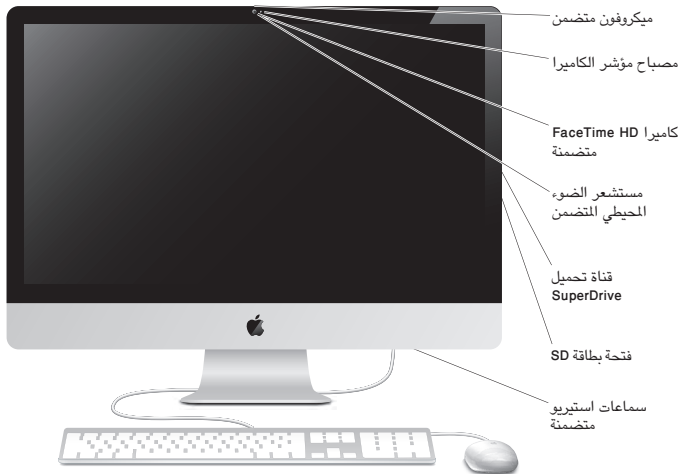 ميكروفون متضمن
مصباح مؤشر الكاميرا
كاميرا FaceTime HD
متضمنة
مستشعر الضوء
المحيطي المتضمن
قناة تحميل
SuperDrive
فتحة بطاقة SD
سماعات استيريو
متضمنة